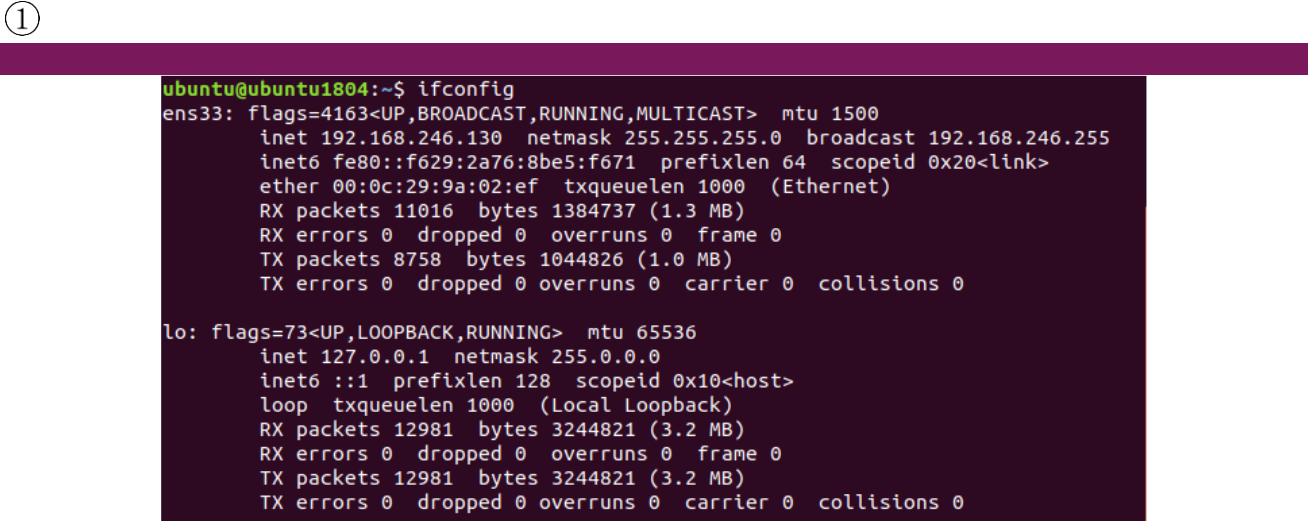 ①
ubuntu@ubuntu1804:~$ ifconfig
ens33: flags=4163<UP,BROADCAST,RUNNING,MULTICAST>  mtu 1500
        inet 192.168.246.130  netmask 255.255.255.0  broadcast 192.168.246.255
        inet6 fe80::f629:2a76:8be5:f671  prefixlen 64  scopeid 0x20<link>
        ether 00:0c:29:9a:02:ef  txqueuelen 1000  (Ethernet)
        RX packets 11016  bytes 1384737 (1.3 MB)
        RX errors 0  dropped 0  overruns 0  frame 0
        TX packets 8758  bytes 1044826 (1.0 MB)
        TX errors 0  dropped 0 overruns 0  carrier 0  collisions 0

lo: flags=73<UP,LOOPBACK,RUNNING>  mtu 65536
        inet 127.0.0.1  netmask 255.0.0.0
        inet6 ::1  prefixlen 128  scopeid 0x10<host>
        loop  txqueuelen 1000  (Local Loopback)
        RX packets 12981  bytes 3244821 (3.2 MB)
        RX errors 0  dropped 0  overruns 0  frame 0
        TX packets 12981  bytes 3244821 (3.2 MB)
        TX errors 0  dropped 0 overruns 0  carrier 0  collisions 0